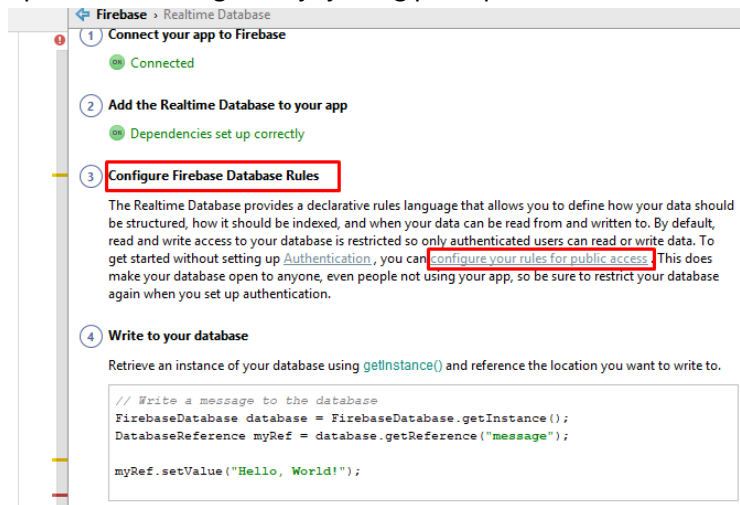 Firebase › Realtime Database
1 Connect your app to Firebase
Connected
2 Add the Realtime Database to your app
Dependencies set up correctly
3 Configure Firebase Database Rules
The Realtime Database provides a declarative rules language that allows you to define how your data should
be structured, how it should be indexed, and when your data can be read from and written to. By default,
read and write access to your database is restricted so only authenticated users can read or write data. To
get started without setting up Authentication , you can configure your rules for public access . This does
make your database open to anyone, even people not using your app, so be sure to restrict your database
again when you set up authentication.
4 Write to your database
Retrieve an instance of your database using getInstance() and reference the location you want to write to.
// Write a message to the database
FirebaseDatabase database = FirebaseDatabase.getInstance();
DatabaseReference myRef = database.getReference("message");
myRef.setValue("Hello, World!");